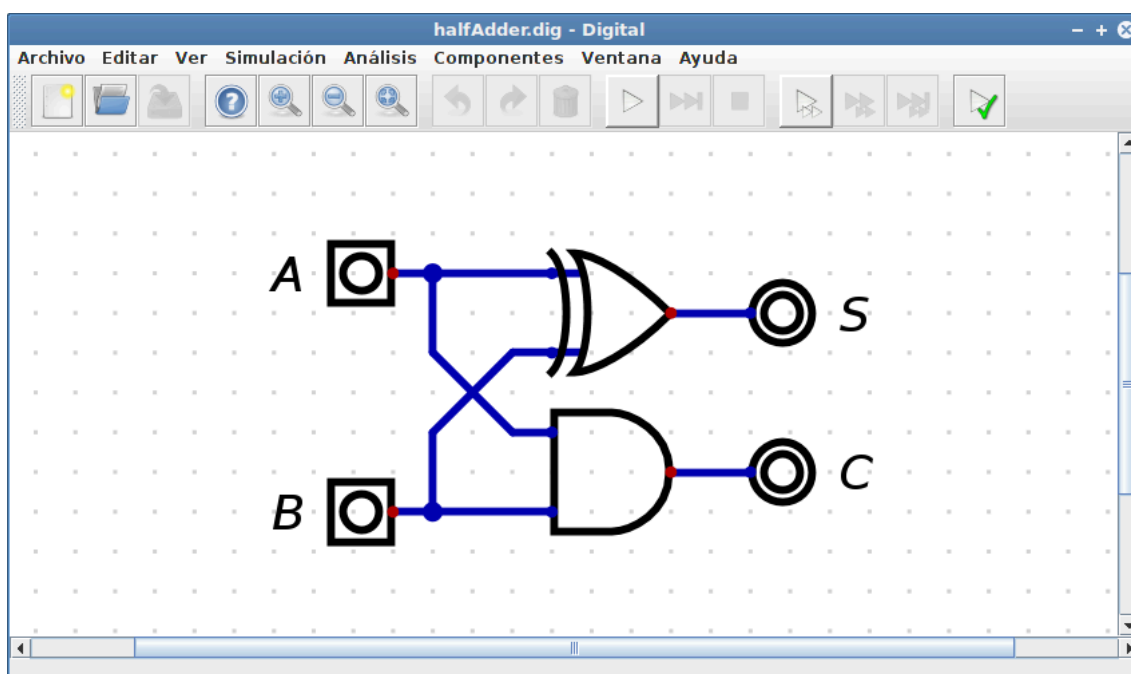 halfAdder.dig - Digital
Archivo Editar Ver Simulación Análisis Componentes Ventana Ayuda
A
S
B
C